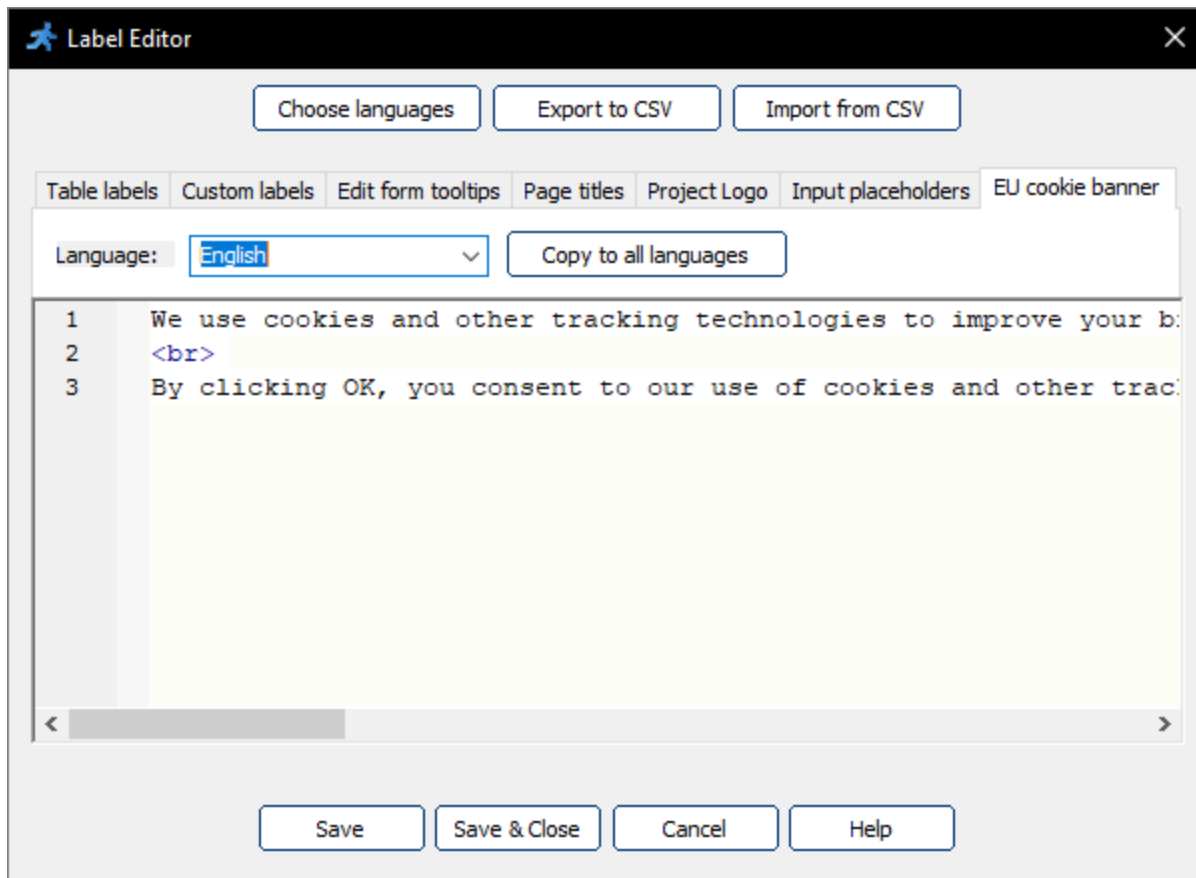 Label Editor
Choose languages Export to CSV Import from CSV
Table labels Custom labels Edit form tooltips Page titles Project Logo Input placeholders EU cookie banner
Language: English Copy to all languages
1 We use cookies and other tracking technologies to improve your
2 <br>
3 By clicking OK, you consent to our use of cookies and other
Save Save & Close Cancel Help